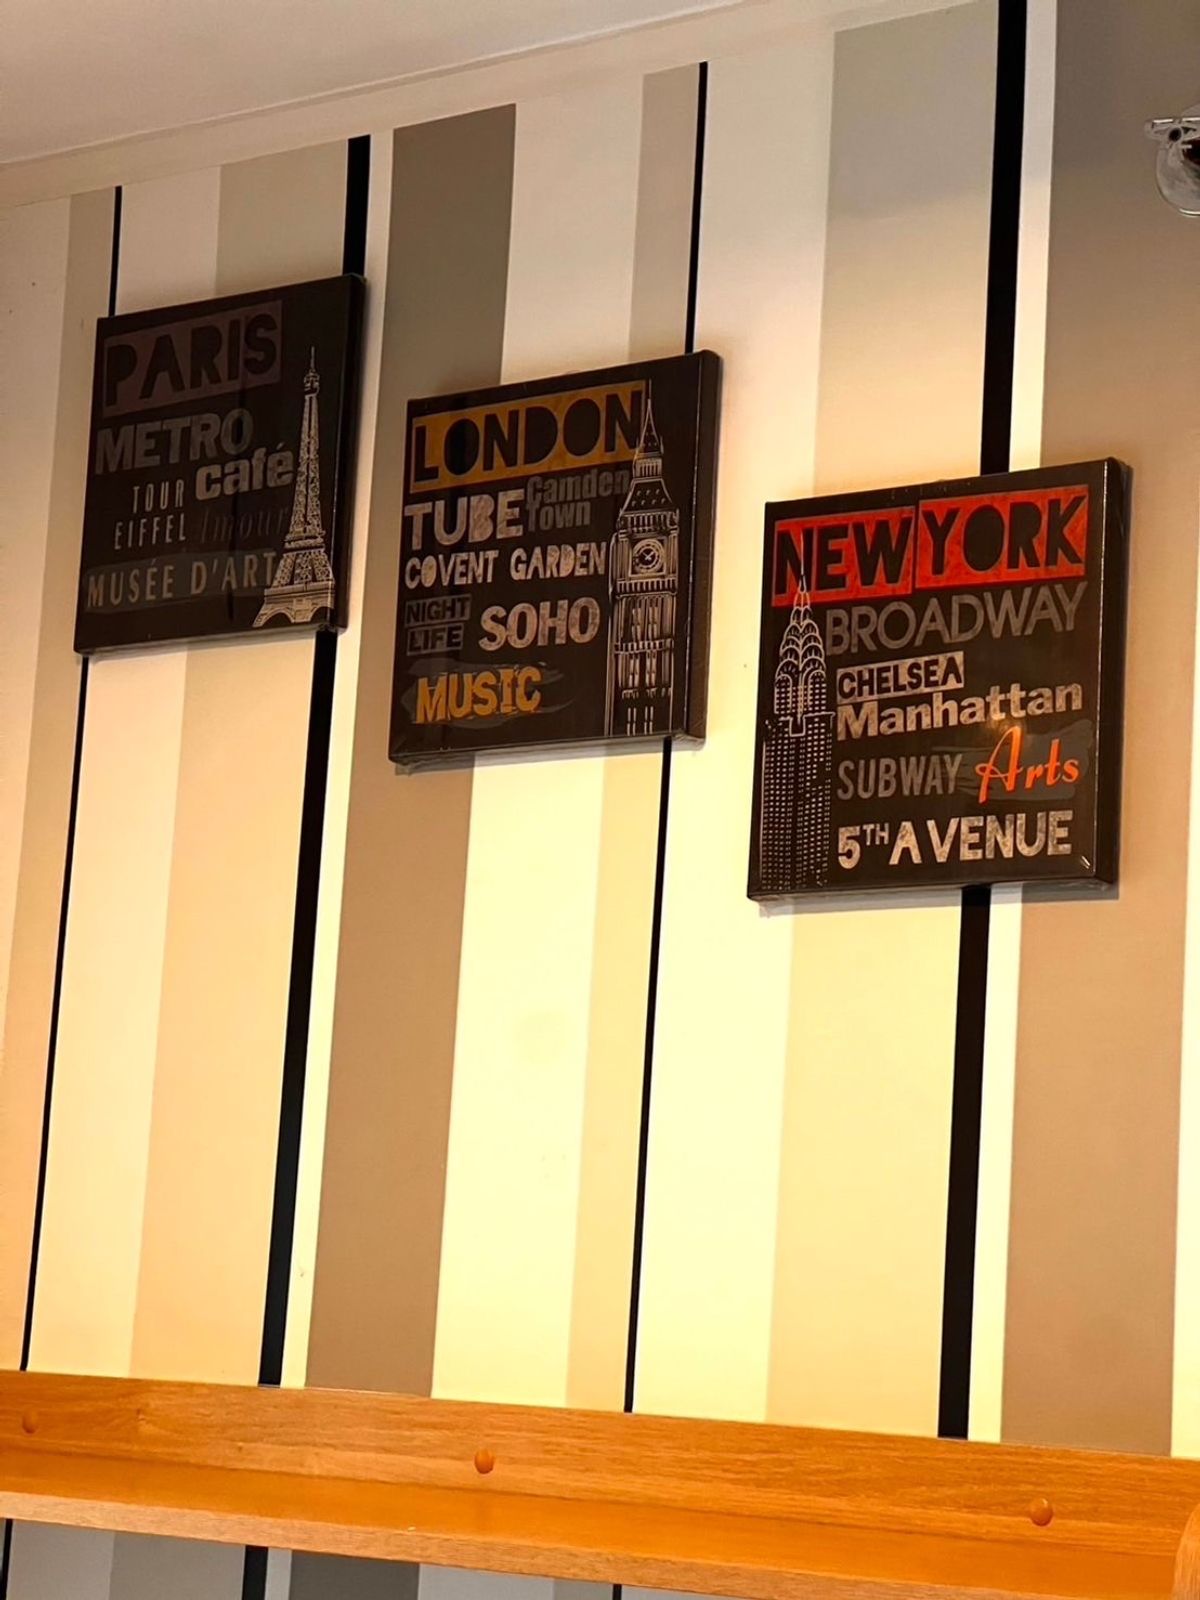 PARIS
METRO
café
TOUR
EIFFEL
Amour
MUSÉE D'ART
LONDON
TUBE
Camden
Town
COVENT GARDEN
NIGHT
LIFE
SOHO
MUSIC
NEW YORK
BROADWAY
CHELSEA
Manhattan
SUBWAY Arts
5TH AVENUE